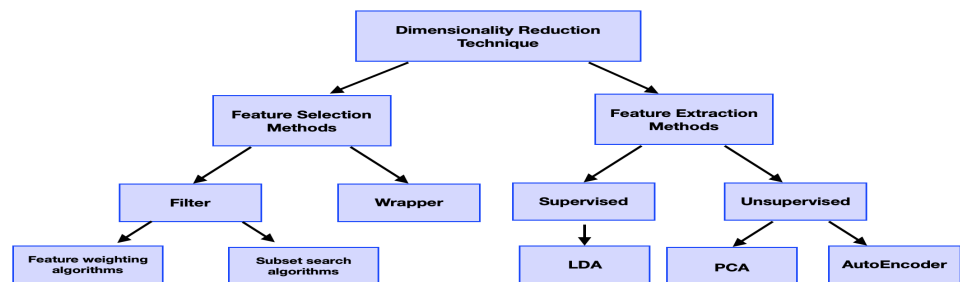 Dimensionality Reduction
Technique
Feature Selection
Methods
Feature Extraction
Methods
Filter
Wrapper
Supervised
Unsupervised
Feature weighting
algorithms
Subset search
algorithms
LDA
PCA
AutoEncoder